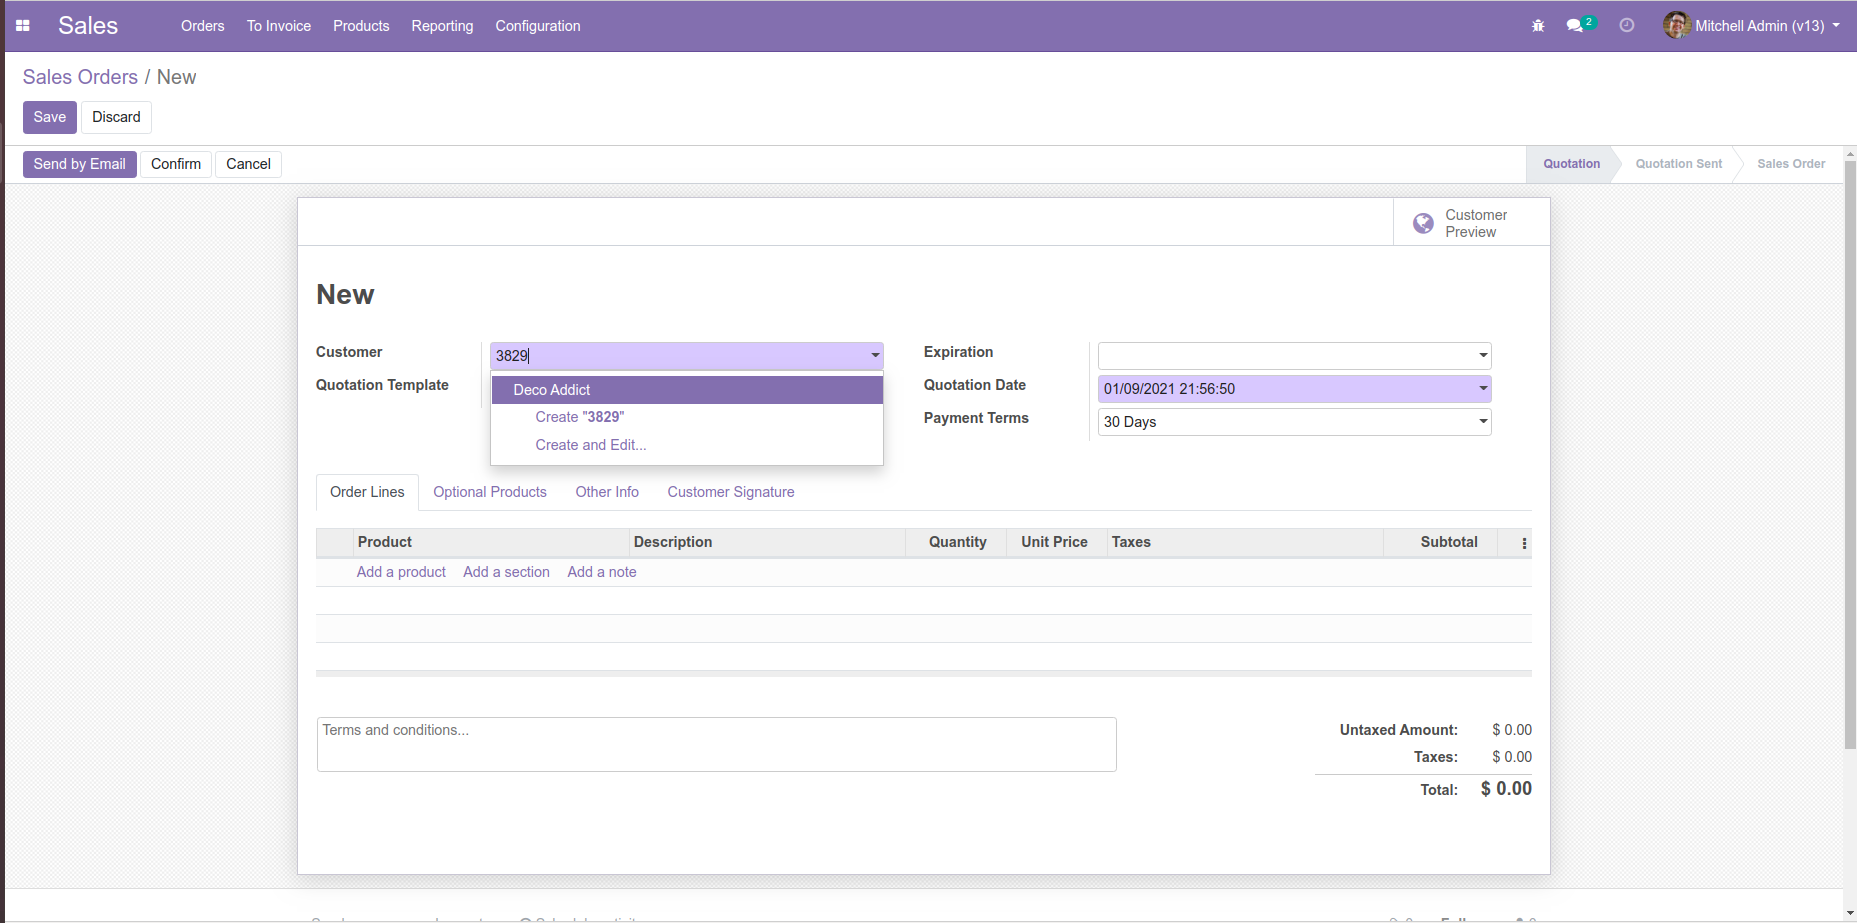 Sales Orders To Invoice Products Reporting Configuration 2 Mitchell Admin (v13)
Sales Orders / New
Save Discard
Send by Email Confirm Cancel Quotation Quotation Sent Sales Order
Customer
Preview
New
Customer 3829 Expiration
Quotation Template Quotation Date 01/09/2021 21:56:50
Deco Addict
Create "3829" Payment Terms 30 Days
Create and Edit...
Order Lines Optional Products Other Info Customer Signature
Product Description Quantity Unit Price Taxes Subtotal
Add a product Add a section Add a note
Terms and conditions... Untaxed Amount: $ 0.00
Taxes: $ 0.00
Total: $ 0.00